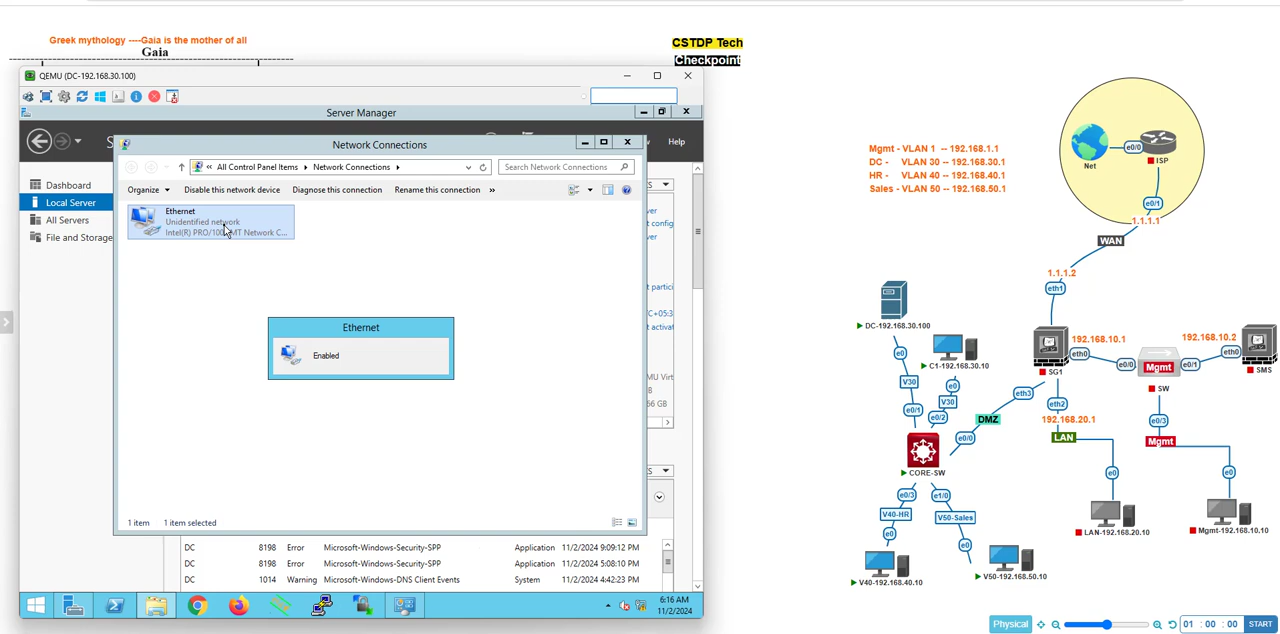 Greek mythology ----Gaia is the mother of all
Gaia
CSTDP Tech
Checkpoint
QEMU (DC-192.168.30.100)
Server Manager
Help
Network Connections
« All Control Panel Items Network Connections
Search Network Connections
Organize
Disable this network device
Diagnose this connection
Rename this connection
»
Dashboard
Local Server
All Servers
File and Storage
Ethernet
Unidentified network
Intel(R) PRO/100 MT Network C...
Ethernet
Enabled
1 item
1 item selected
DC 8198 Error Microsoft-Windows-Security-SPP Application 11/2/2024 9:09:12 PM
DC 8198 Error Microsoft-Windows-Security-SPP Application 11/2/2024 5:08:10 PM
DC 1014 Warning Microsoft-Windows-DNS Client Events System 11/2/2024 4:42:23 PM
6:16 AM
11/2/2024
Mgmt - VLAN 1 -- 192.168.1.1
DC - VLAN 30 -- 192.168.30.1
HR - VLAN 40 -- 192.168.40.1
Sales - VLAN 50 -- 192.168.50.1
Net
e0/0
ISP
e0/1
1.1.1.1
WAN
1.1.1.2
eth1
DC-192.168.30.100
e0
C1-192.168.30.10
V30
e0
V30
e0/1
e0/2
SG1
192.168.10.1
eth0
e0/0
Mgmt
SW
192.168.10.2
e0/1
eth0
SMS
eth3
DMZ
e0/0
CORE-SW
eth2
192.168.20.1
LAN
e0/3
Mgmt
e0/3
e1/0
V40-HR
V50-Sales
e0
e0
e0
e0
LAN-192.168.20.10
Mgmt-192.168.10.10
V40-192.168.40.10
V50-192.168.50.10
Physical
01 : 00 : 00
START